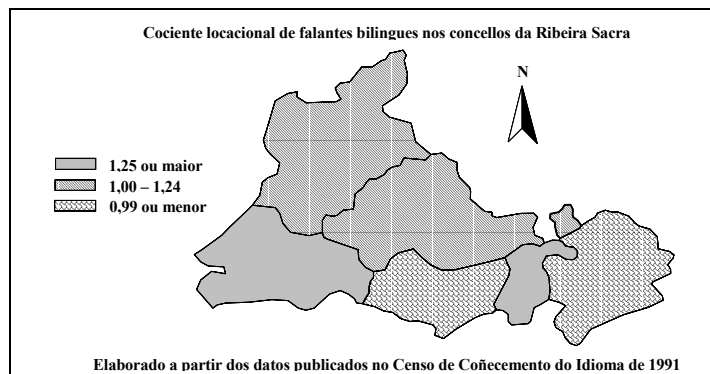 Cociente locacional de falantes bilingues nos concellos da Ribeira Sacra
N
1,25 ou maior
1,00 – 1,24
0,99 ou menor
Elaborado a partir dos datos publicados no Censo de Coñecemento do Idioma de 1991